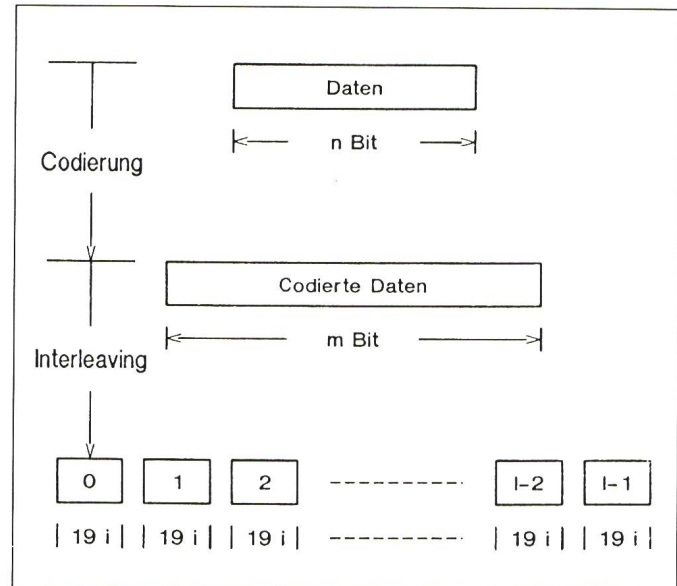 Daten
n Bit
Codierung
Codierte Daten
m Bit
Interleaving
0 1 2 I-2 I-1
19 i 19 i 19 i 19 i 19 i